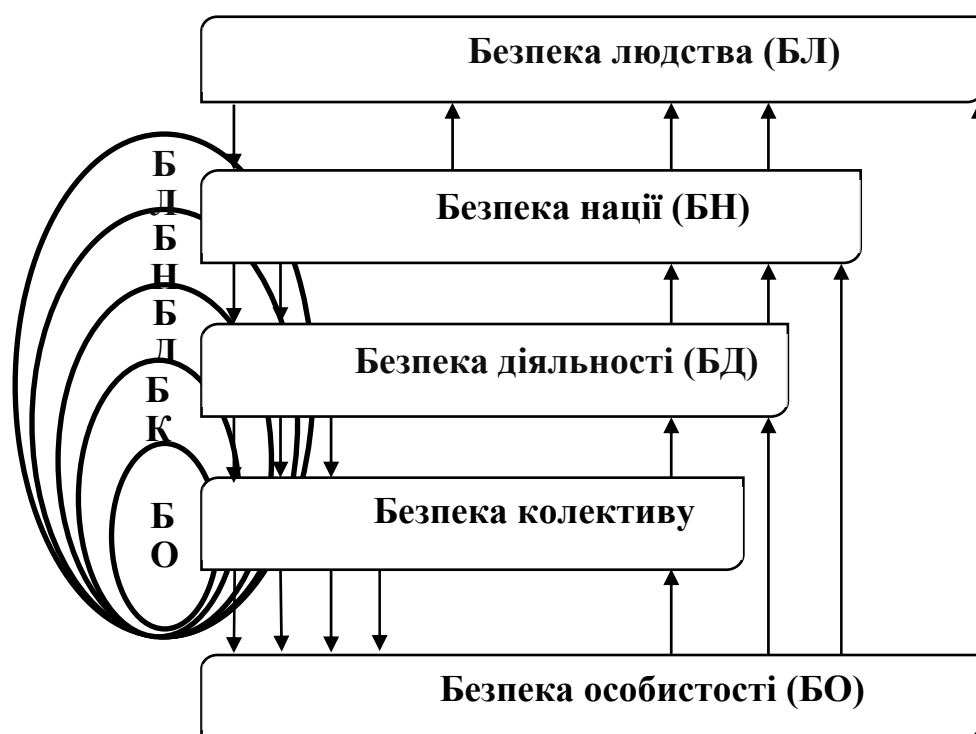 Безпека людства (БЛ)
Б
Л
Безпека нації (БН)
Б
Н
Б
Д
Безпека діяльності (БД)
Б
К
Безпека колективу
Б
О
Безпека особистості (БО)